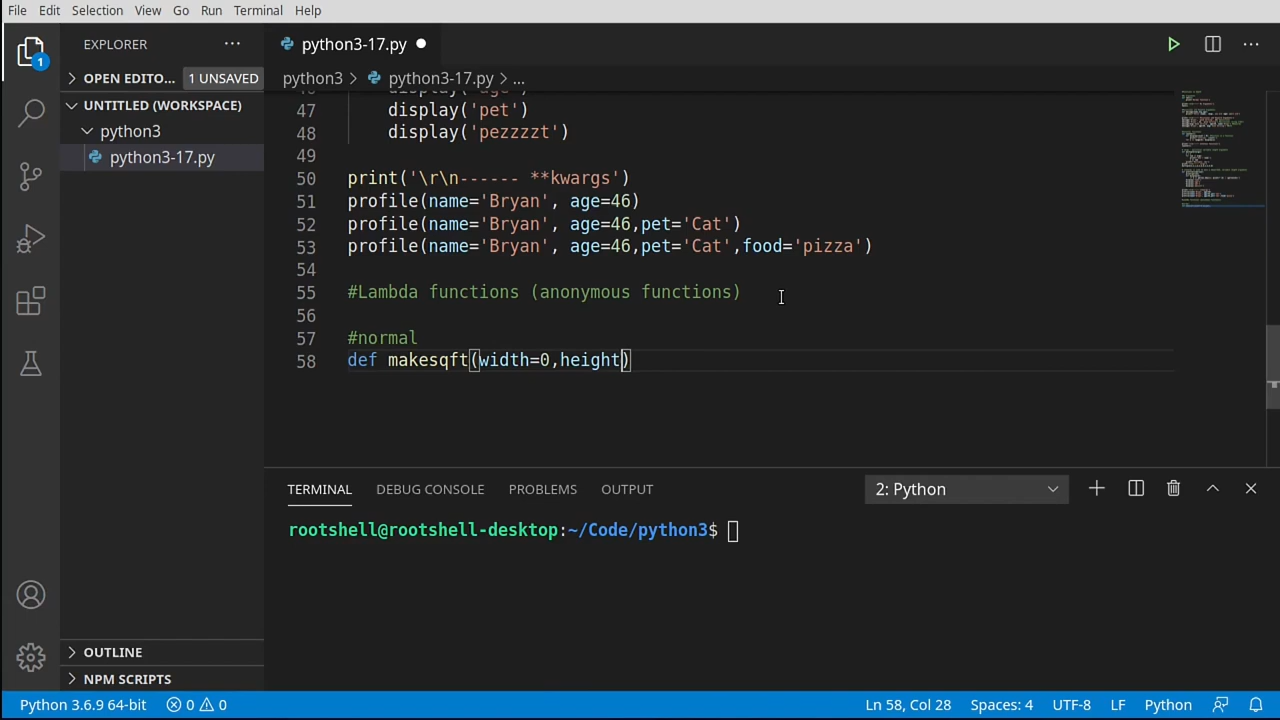 File Edit Selection View Go Run Terminal Help
EXPLORER ··· python3-17.py ●
1
OPEN EDITO... 1 UNSAVED
python3 > python3-17.py > ...
UNTITLED (WORKSPACE)
python3
python3-17.py
46 display('age')
47 display('pet')
48 display('pezzzzt')
49
50 print('\r\n------ **kwargs')
51 profile(name='Bryan', age=46)
52 profile(name='Bryan', age=46,pet='Cat')
53 profile(name='Bryan', age=46,pet='Cat',food='pizza')
54
55 #Lambda functions (anonymous functions)
56
57 #normal
58 def makesqft(width=0,height)
TERMINAL DEBUG CONSOLE PROBLEMS OUTPUT 2: Python
rootshell@rootshell-desktop:~/Code/python3$
OUTLINE
NPM SCRIPTS
Python 3.6.9 64-bit 0 0 Ln 58, Col 28 Spaces: 4 UTF-8 LF Python